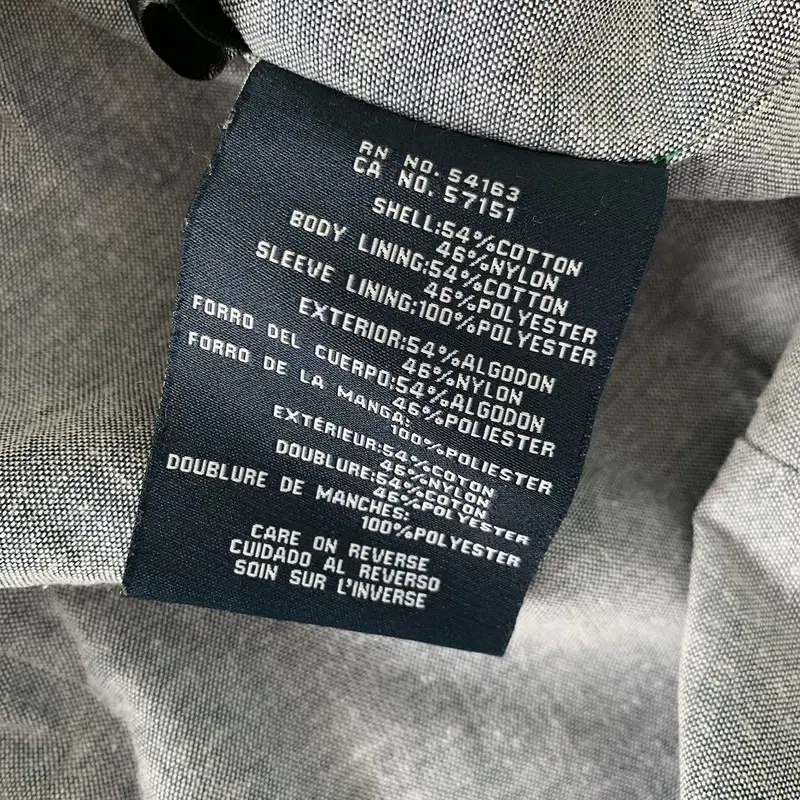 RN NO. 54163
CA NO. 57151
SHELL:54%COTTON
46%NYLON
BODY LINING:54%COTTON
46%POLYESTER
SLEEVE LINING:100%POLYESTER
EXTERIOR:54%ALGODON
46%NYLON
FORRO DEL CUERPO:54%ALGODON
46%POLIESTER
FORRO DE LA MANGA:
100%POLIESTER
EXTÉRIEUR:54%COTON
46%NYLON
DOUBLURE:54%COTON
46%POLYESTER
DOUBLURE DE MANCHES:
100%POLYESTER
CARE ON REVERSE
CUIDADO AL REVERSO
SOIN SUR L'INVERSE